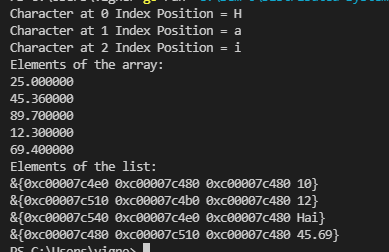 Character at 0 Index Position = H
Character at 1 Index Position = a
Character at 2 Index Position = i
Elements of the array:
25.000000
45.360000
89.700000
12.300000
69.400000
Elements of the list:
&{0xc00007c4e0 0xc00007c480 0xc00007c480 10}
&{0xc00007c510 0xc00007c4b0 0xc00007c480 12}
&{0xc00007c540 0xc00007c4e0 0xc00007c480 Hai}
&{0xc00007c480 0xc00007c510 0xc00007c480 45.69}
PS C:\Users\vigne>